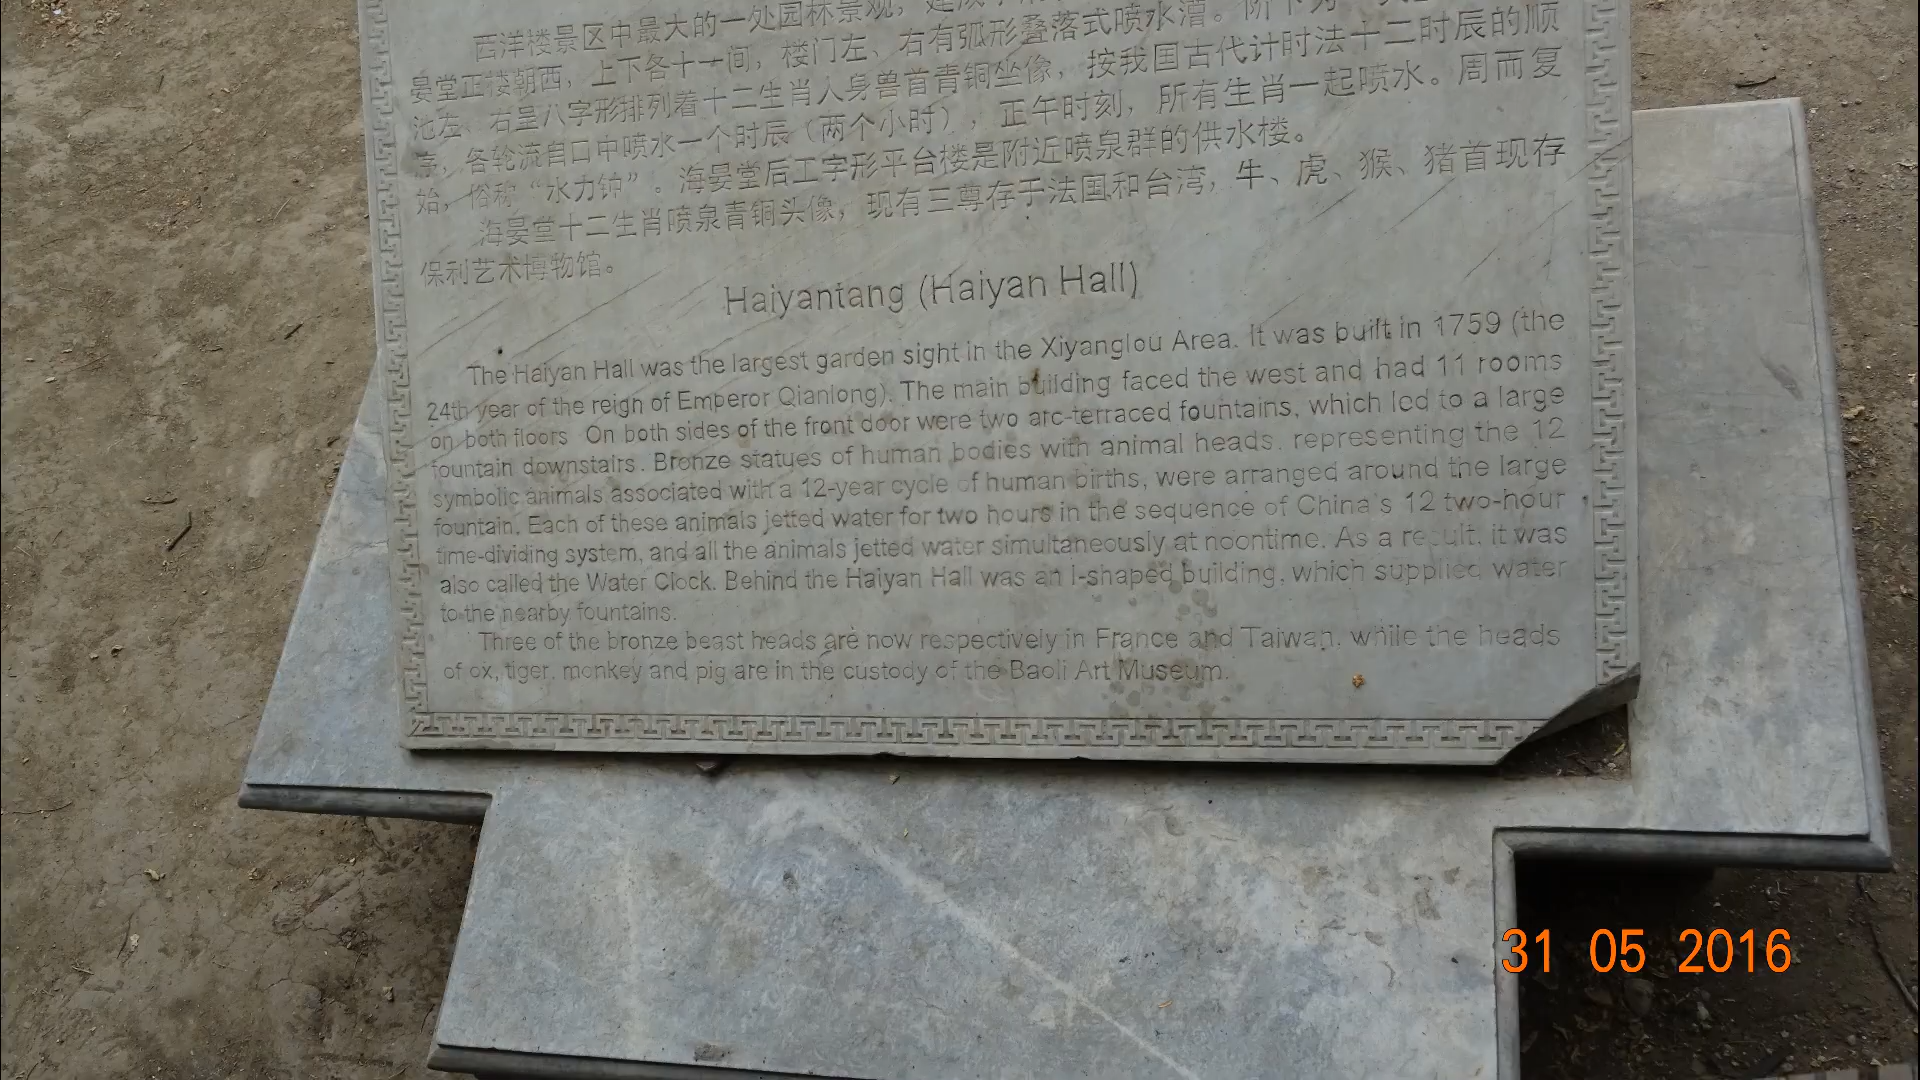 西洋楼景区中最大的一处园林景观，建成于
晏堂正楼朝西，上下各十一间，楼门左、右有弧形叠落式喷水漕。阶下为一
池左、右呈八字形排列着十二生肖人身兽首青铜坐像，按我国古代计时法十二时辰的顺
序，各轮流自口中喷水一个时辰（两个小时），正午时刻，所有生肖一起喷水。周而复
始，俗称“水力钟”。海晏堂后工字形平台楼是附近喷泉群的供水楼。
海晏堂十二生肖喷泉青铜头像，现有三尊存于法国和台湾，牛、虎、猴、猪首现存
保利艺术博物馆。
Haiyantang (Haiyan Hall)
The Haiyan Hall was the largest garden sight in the Xiyanglou Area. It was built in 1759 (the
24th year of the reign of Emperor Qianlong). The main building faced the west and had 11 rooms
on both floors On both sides of the front door were two arc-terraced fountains, which led to a large
fountain downstairs. Bronze statues of human bodies with animal heads, representing the 12
symbolic animals associated with a 12-year cycle of human births, were arranged around the large
fountain. Each of these animals jetted water for two hours in the sequence of China's 12 two-hour
time-dividing system, and all the animals jetted water simultaneously at noontime. As a result, it was
also called the Water Clock. Behind the Haiyan Hall was an I-shaped building, which supplied water
to the nearby fountains.
Three of the bronze beast heads are now respectively in France and Taiwan, while the heads
of ox, tiger, monkey and pig are in the custody of the Baoli Art Museum.
31 05 2016